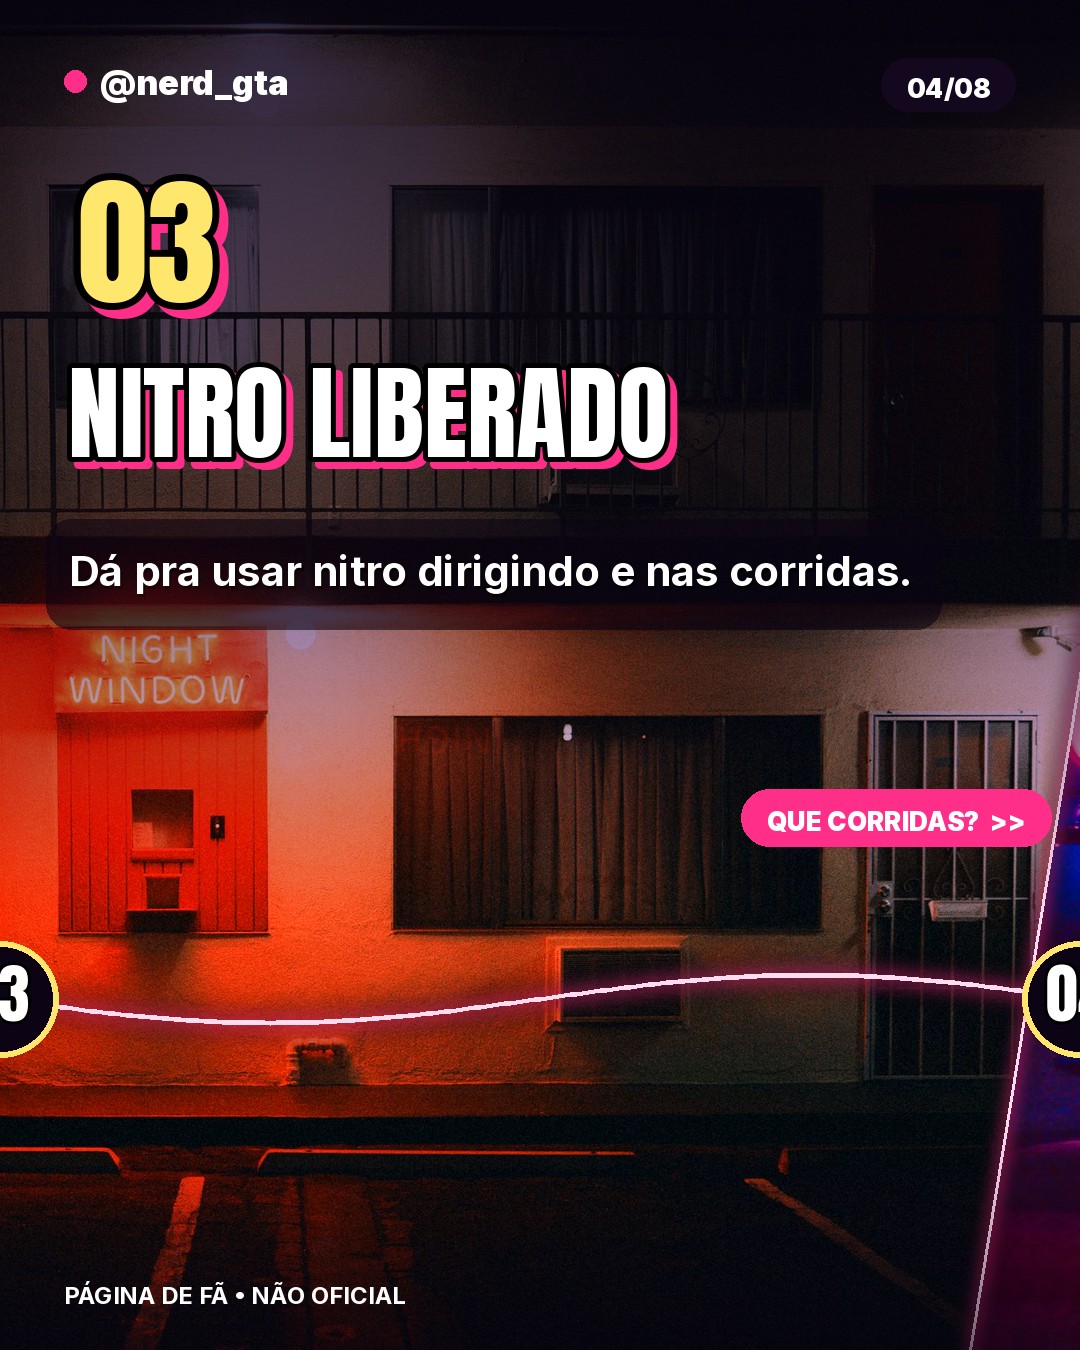 @nerd_gta
04/08
03
NITRO LIBERADO
Dá pra usar nitro dirigindo e nas corridas.
NIGHT
WINDOW
QUE CORRIDAS? >>
3
PÁGINA DE FÃ • NÃO OFICIAL